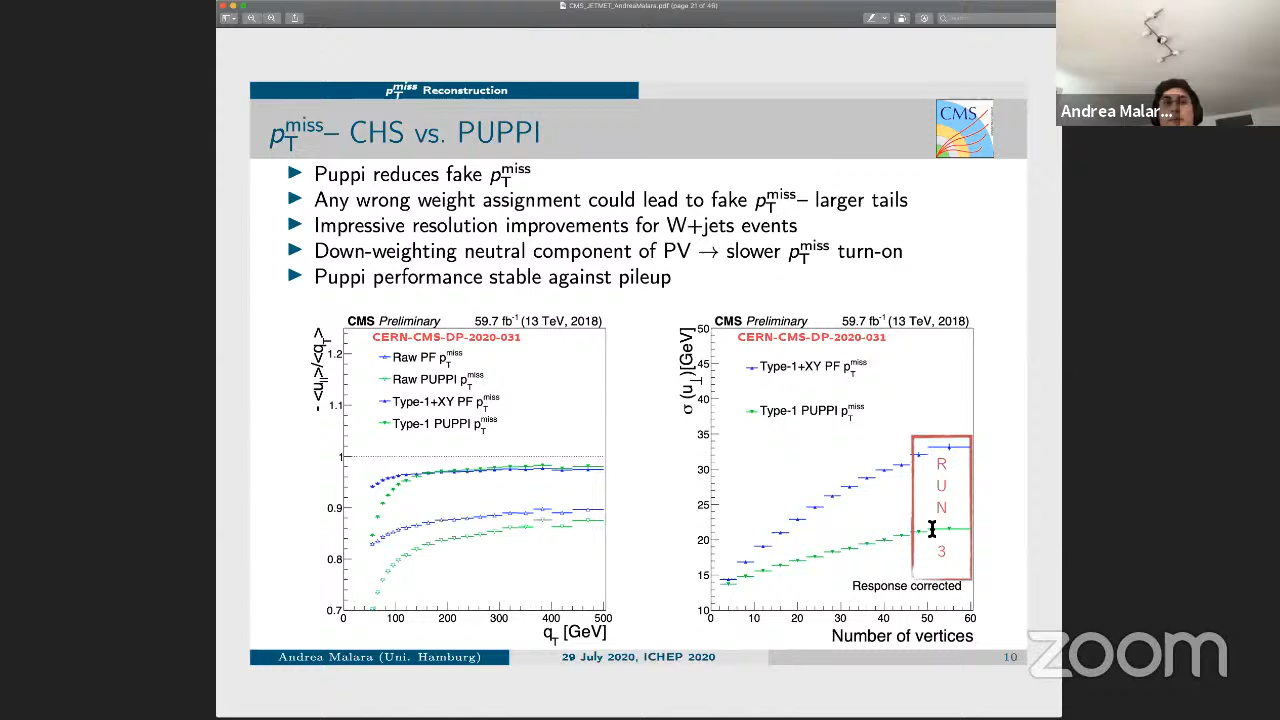 CMS_JETMET_AndreaMalara.pdf (page 21 of 46)
Andrea Malar...
p_T^miss Reconstruction
p_T^miss– CHS vs. PUPPI
CMS
Puppi reduces fake p_T^miss
Any wrong weight assignment could lead to fake p_T^miss– larger tails
Impressive resolution improvements for W+jets events
Down-weighting neutral component of PV → slower p_T^miss turn-on
Puppi performance stable against pileup
CMS Preliminary 59.7 fb⁻¹ (13 TeV, 2018)
CERN-CMS-DP-2020-031
Raw PF p_T^miss
Raw PUPPI p_T^miss
Type-1+XY PF p_T^miss
Type-1 PUPPI p_T^miss
- <u_||>/<q_T>
1.2
1.1
1
0.9
0.8
0.7
0 100 200 300 400 500
q_T [GeV]
CMS Preliminary 59.7 fb⁻¹ (13 TeV, 2018)
CERN-CMS-DP-2020-031
Type-1+XY PF p_T^miss
Type-1 PUPPI p_T^miss
σ (u_⊥)[GeV]
50
45
40
35
30
25
20
15
10
R
U
N
3
Response corrected
0 10 20 30 40 50 60
Number of vertices
Andrea Malara (Uni. Hamburg) 29 July 2020, ICHEP 2020 10
zoom